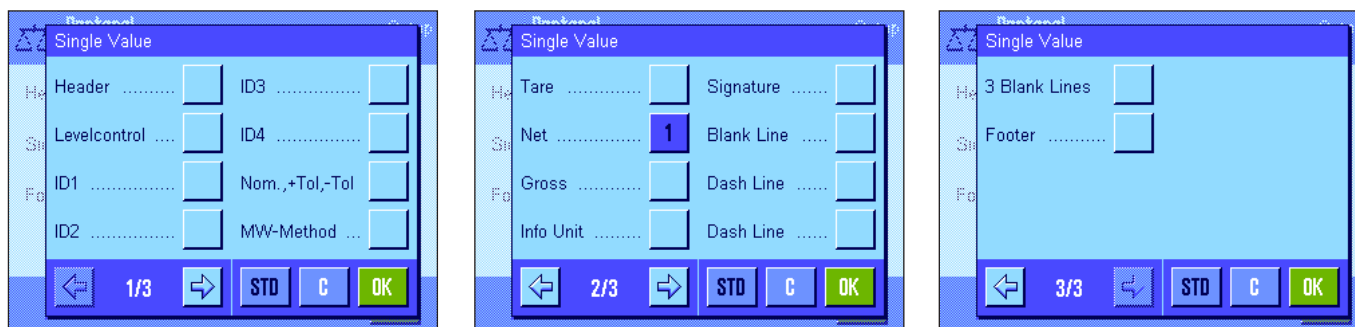 Single Value
Header .......... ID3 ................
Levelcontrol .... ID4 ................
ID1 ................ Nom.,+Tol,-Tol
ID2 ................ MW-Method ...
1/3 STD C OK
Single Value
Tare .............. Signature .......
Net ................ 1 Blank Line .....
Gross ............ Dash Line ......
Info Unit ......... Dash Line ......
2/3 STD C OK
Single Value
3 Blank Lines
Footer ...........
3/3 STD C OK